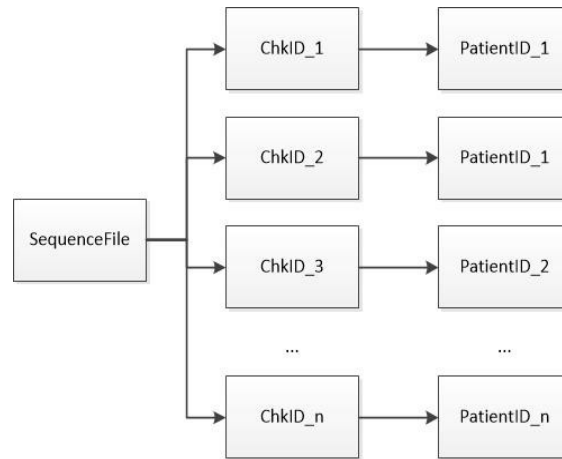 ChkID_1
PatientID_1
ChkID_2
PatientID_1
SequenceFile
ChkID_3
PatientID_2
...
...
ChkID_n
PatientID_n